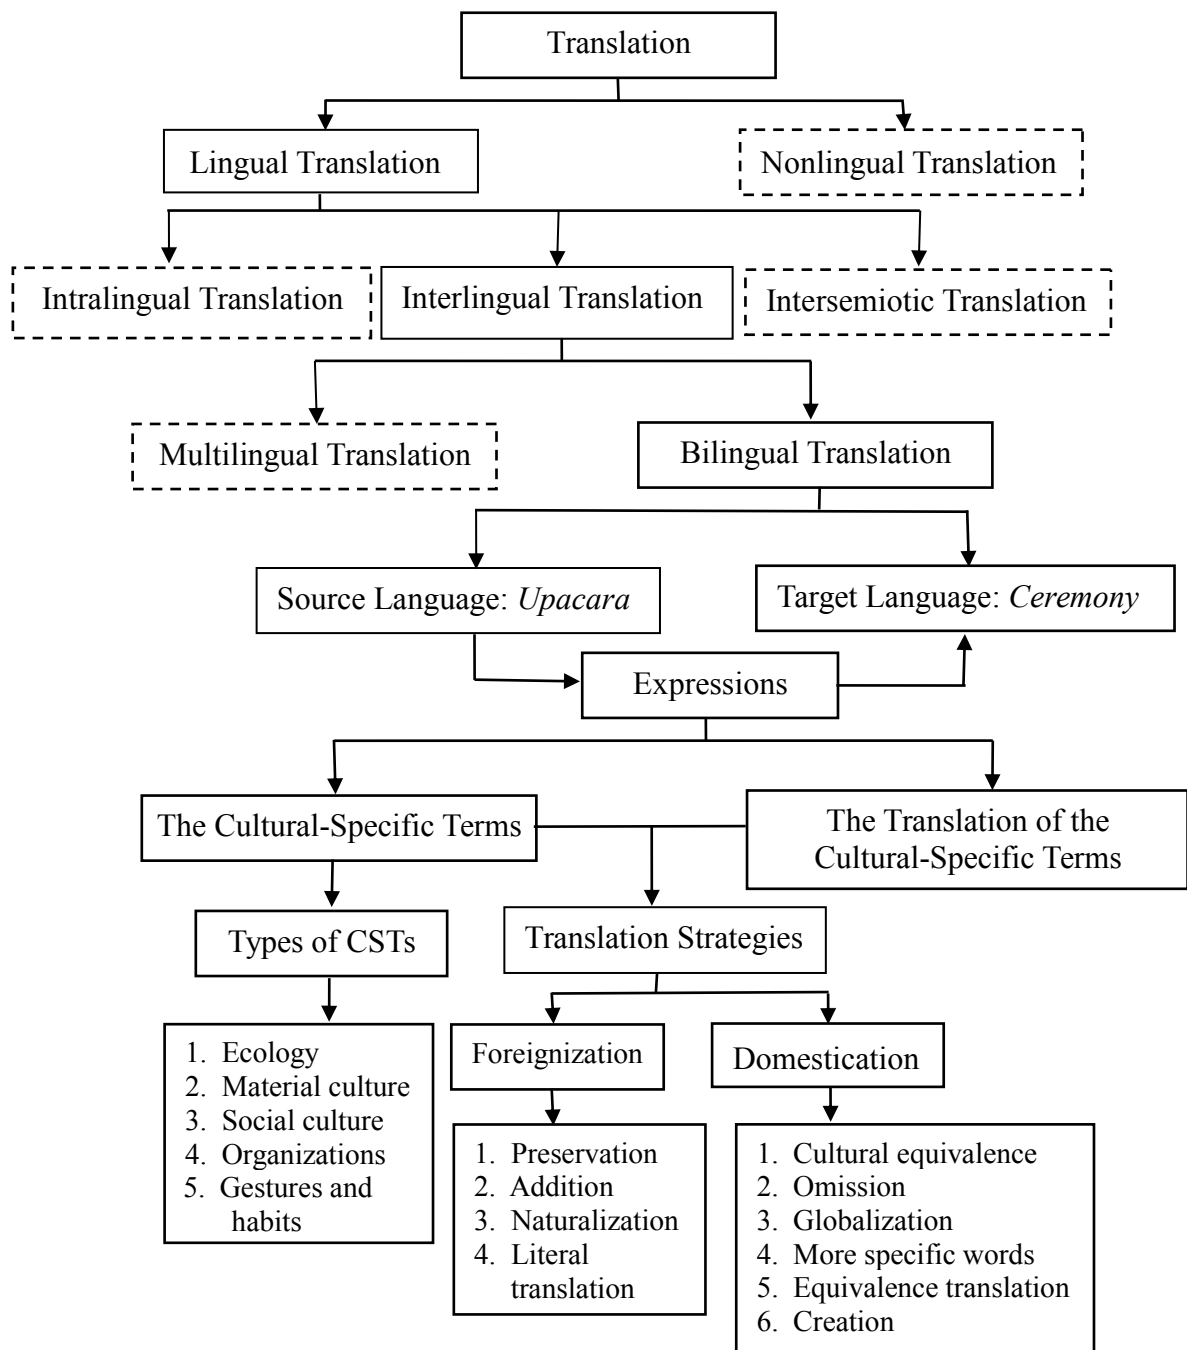 Translation
Lingual Translation
Nonlingual Translation
Intralingual Translation
Interlingual Translation
Intersemiotic Translation
Multilingual Translation
Bilingual Translation
Source Language: Upacara
Target Language: Ceremony
Expressions
The Cultural-Specific Terms
The Translation of the
Cultural-Specific Terms
Types of CSTs
Translation Strategies
1. Ecology
2. Material culture
3. Social culture
4. Organizations
5. Gestures and
habits
Foreignization
Domestication
1. Preservation
2. Addition
3. Naturalization
4. Literal
translation
1. Cultural equivalence
2. Omission
3. Globalization
4. More specific words
5. Equivalence translation
6. Creation